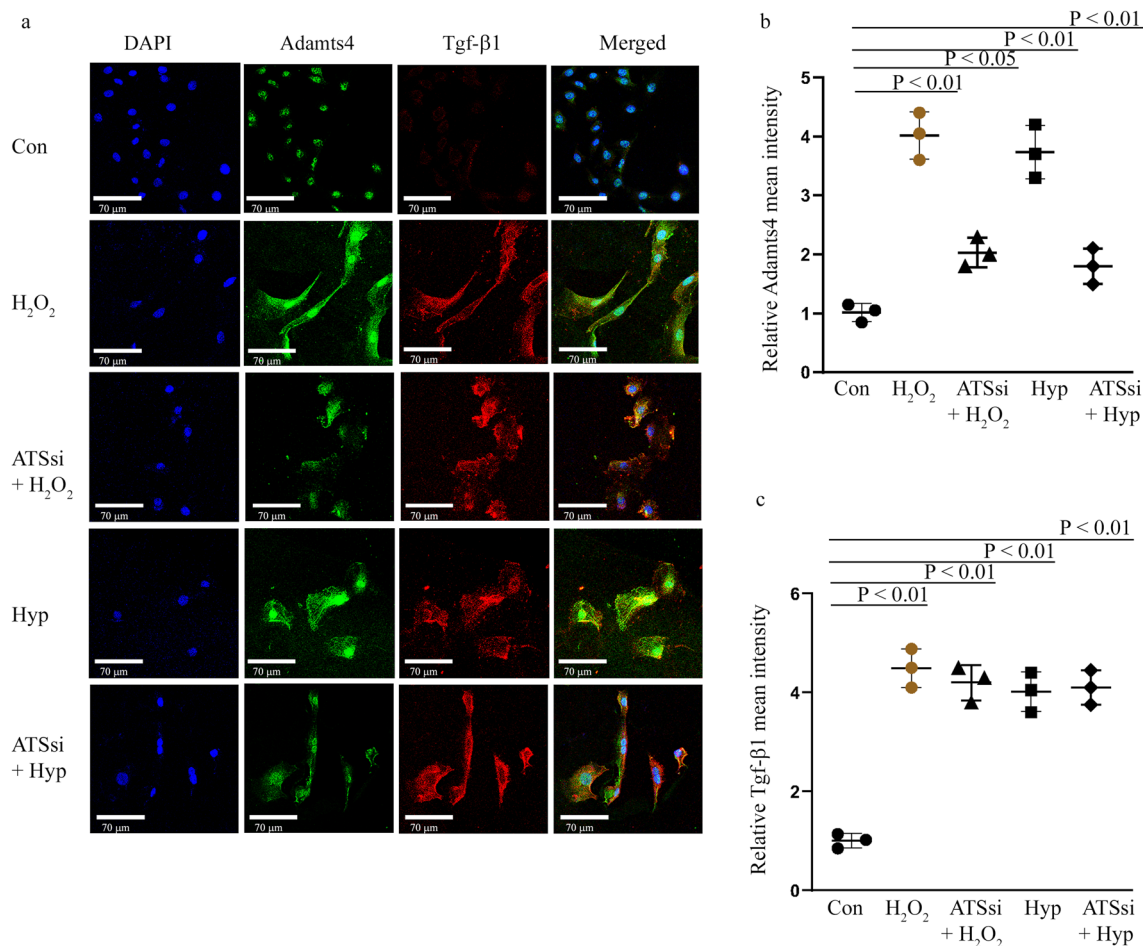 a
DAPI Adamts4 Tgf-β1 Merged
Con
70 μm 70 μm 70 μm 70 μm
H₂O₂
70 μm 70 μm 70 μm 70 μm
ATSsi
+ H₂O₂
70 μm 70 μm 70 μm 70 μm
Hyp
70 μm 70 μm 70 μm 70 μm
ATSsi
+ Hyp
70 μm 70 μm 70 μm 70 μm
b
P < 0.01
P < 0.01
P < 0.05
P < 0.01
Relative Adamts4 mean intensity
5
4
3
2
1
0
Con H₂O₂ ATSsi Hyp ATSsi
+ H₂O₂ + Hyp
c
P < 0.01
P < 0.01
P < 0.01
P < 0.01
Relative Tgf-β1 mean intensity
6
4
2
0
Con H₂O₂ ATSsi Hyp ATSsi
+ H₂O₂ + Hyp